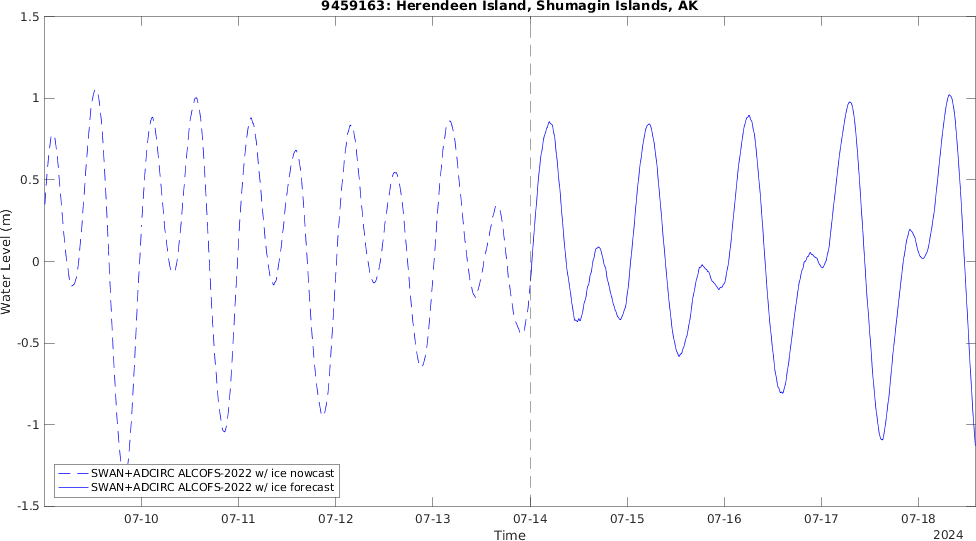 9459163: Herendeen Island, Shumagin Islands, AK
1.5
1
0.5
0
-0.5
-1
-1.5
Water Level (m)
SWAN+ADCIRC ALCOFS-2022 w/ ice nowcast
SWAN+ADCIRC ALCOFS-2022 w/ ice forecast
07-10 07-11 07-12 07-13 07-14 07-15 07-16 07-17 07-18
Time
2024